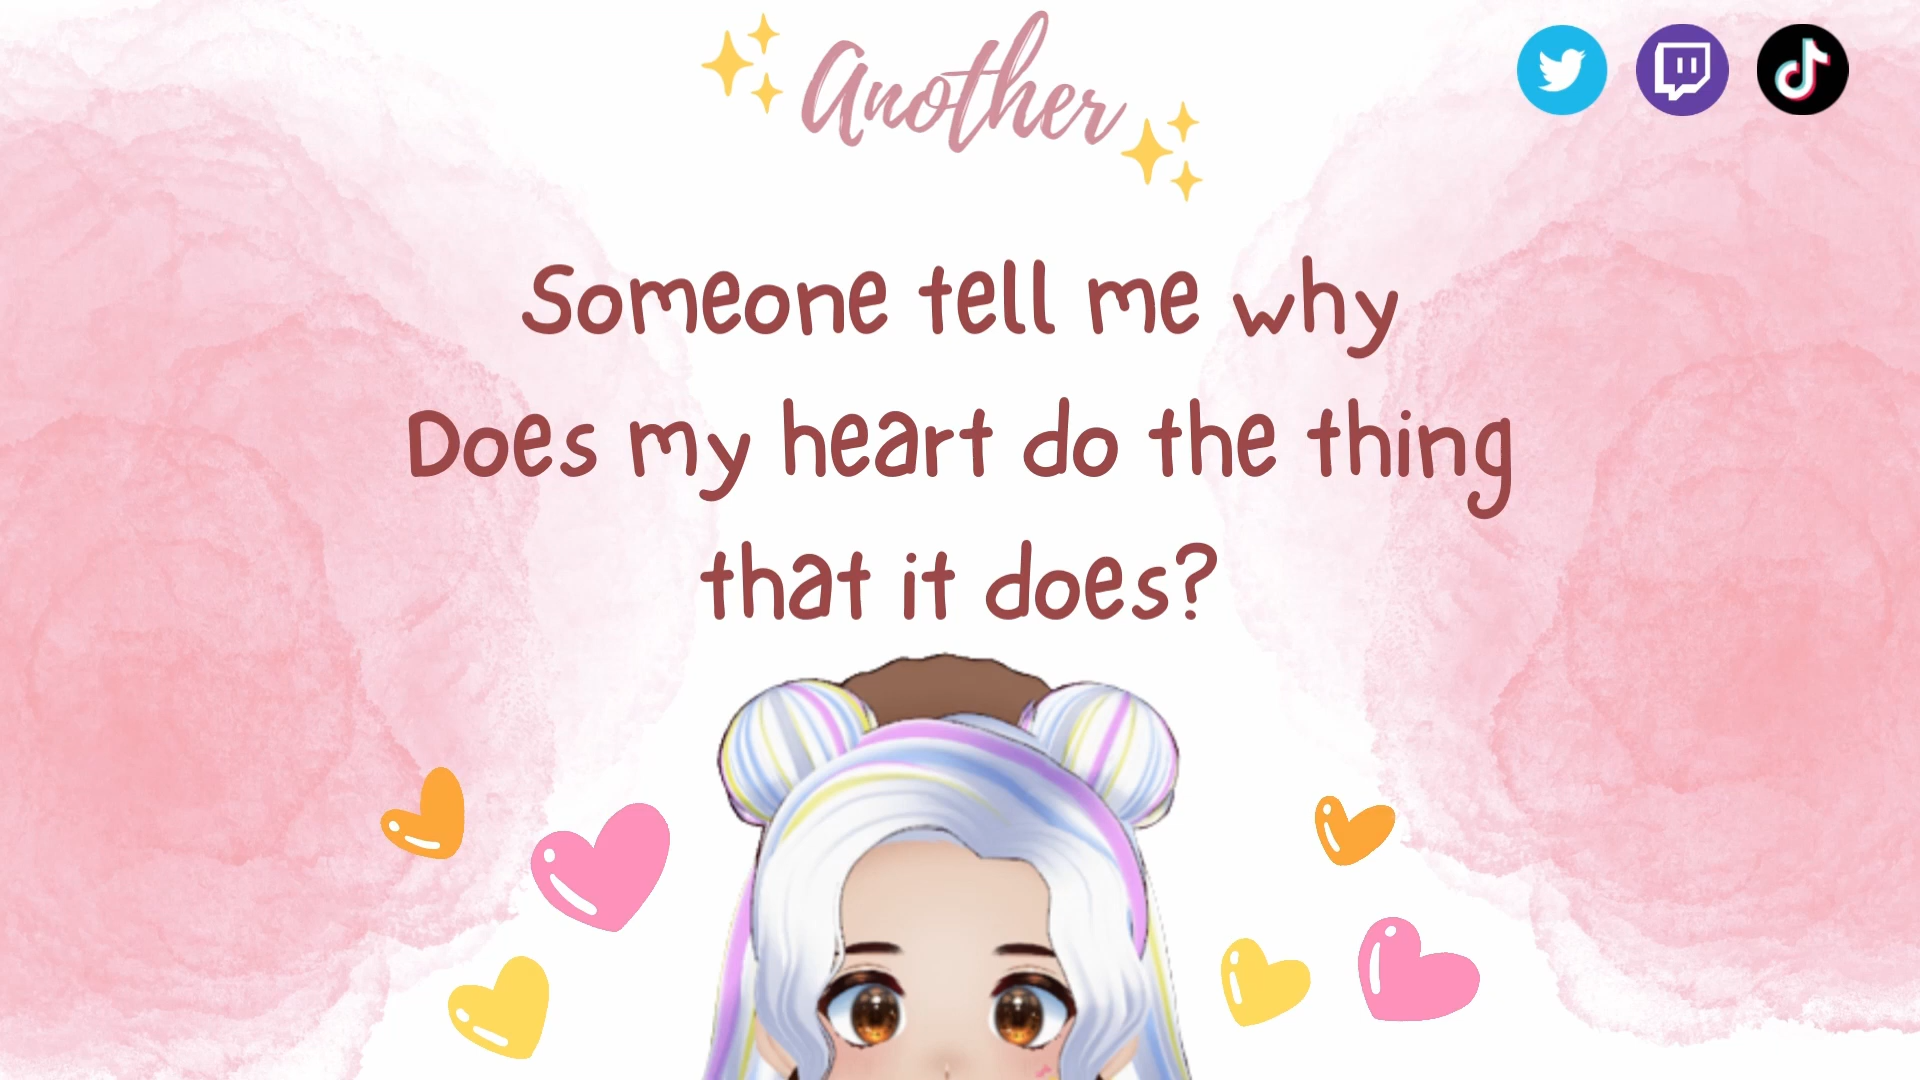 Another
Someone tell me why
Does my heart do the thing
that it does?